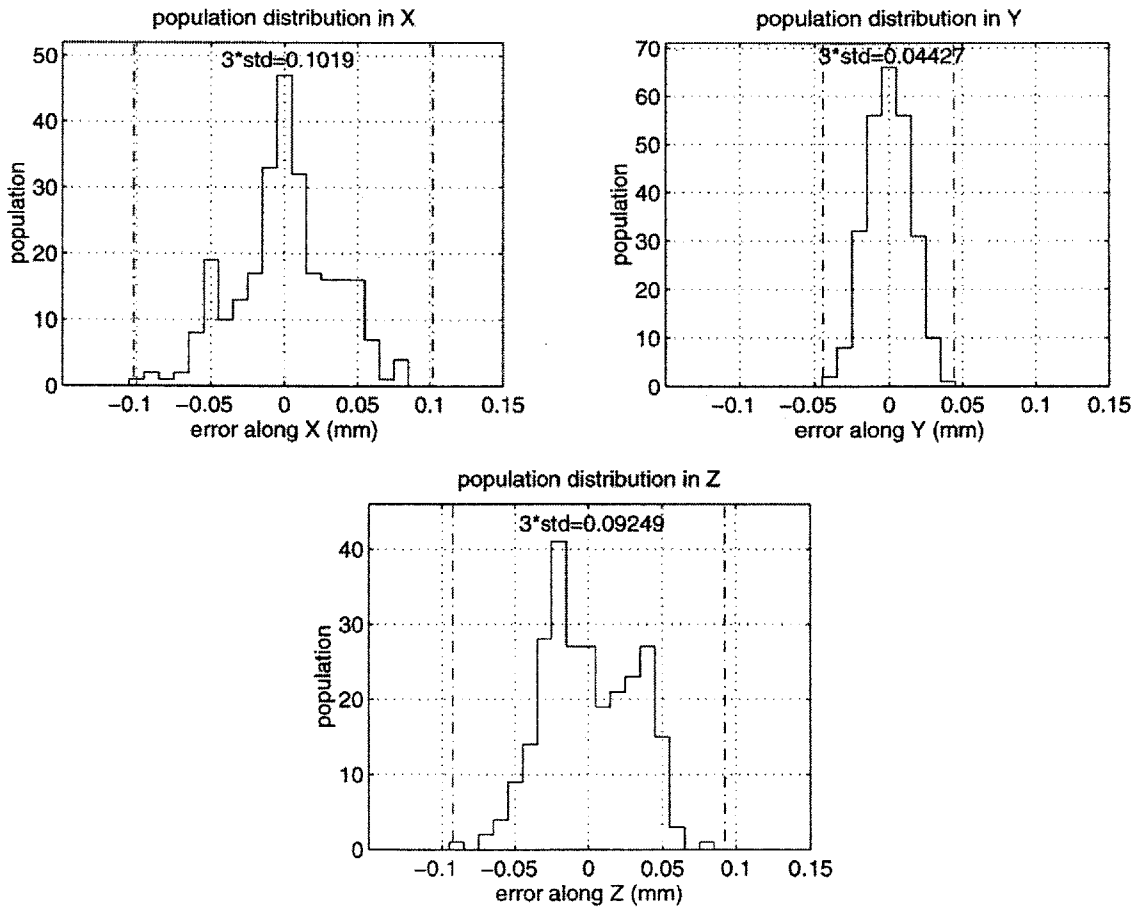 population distribution in X
3*std=0.1019
50
40
30
20
10
0
population
−0.1 −0.05 0 0.05 0.1 0.15
error along X (mm)
population distribution in Y
3*std=0.04427
70
60
50
40
30
20
10
0
population
−0.1 −0.05 0 0.05 0.1 0.15
error along Y (mm)
population distribution in Z
3*std=0.09249
40
30
20
10
0
population
−0.1 −0.05 0 0.05 0.1 0.15
error along Z (mm)